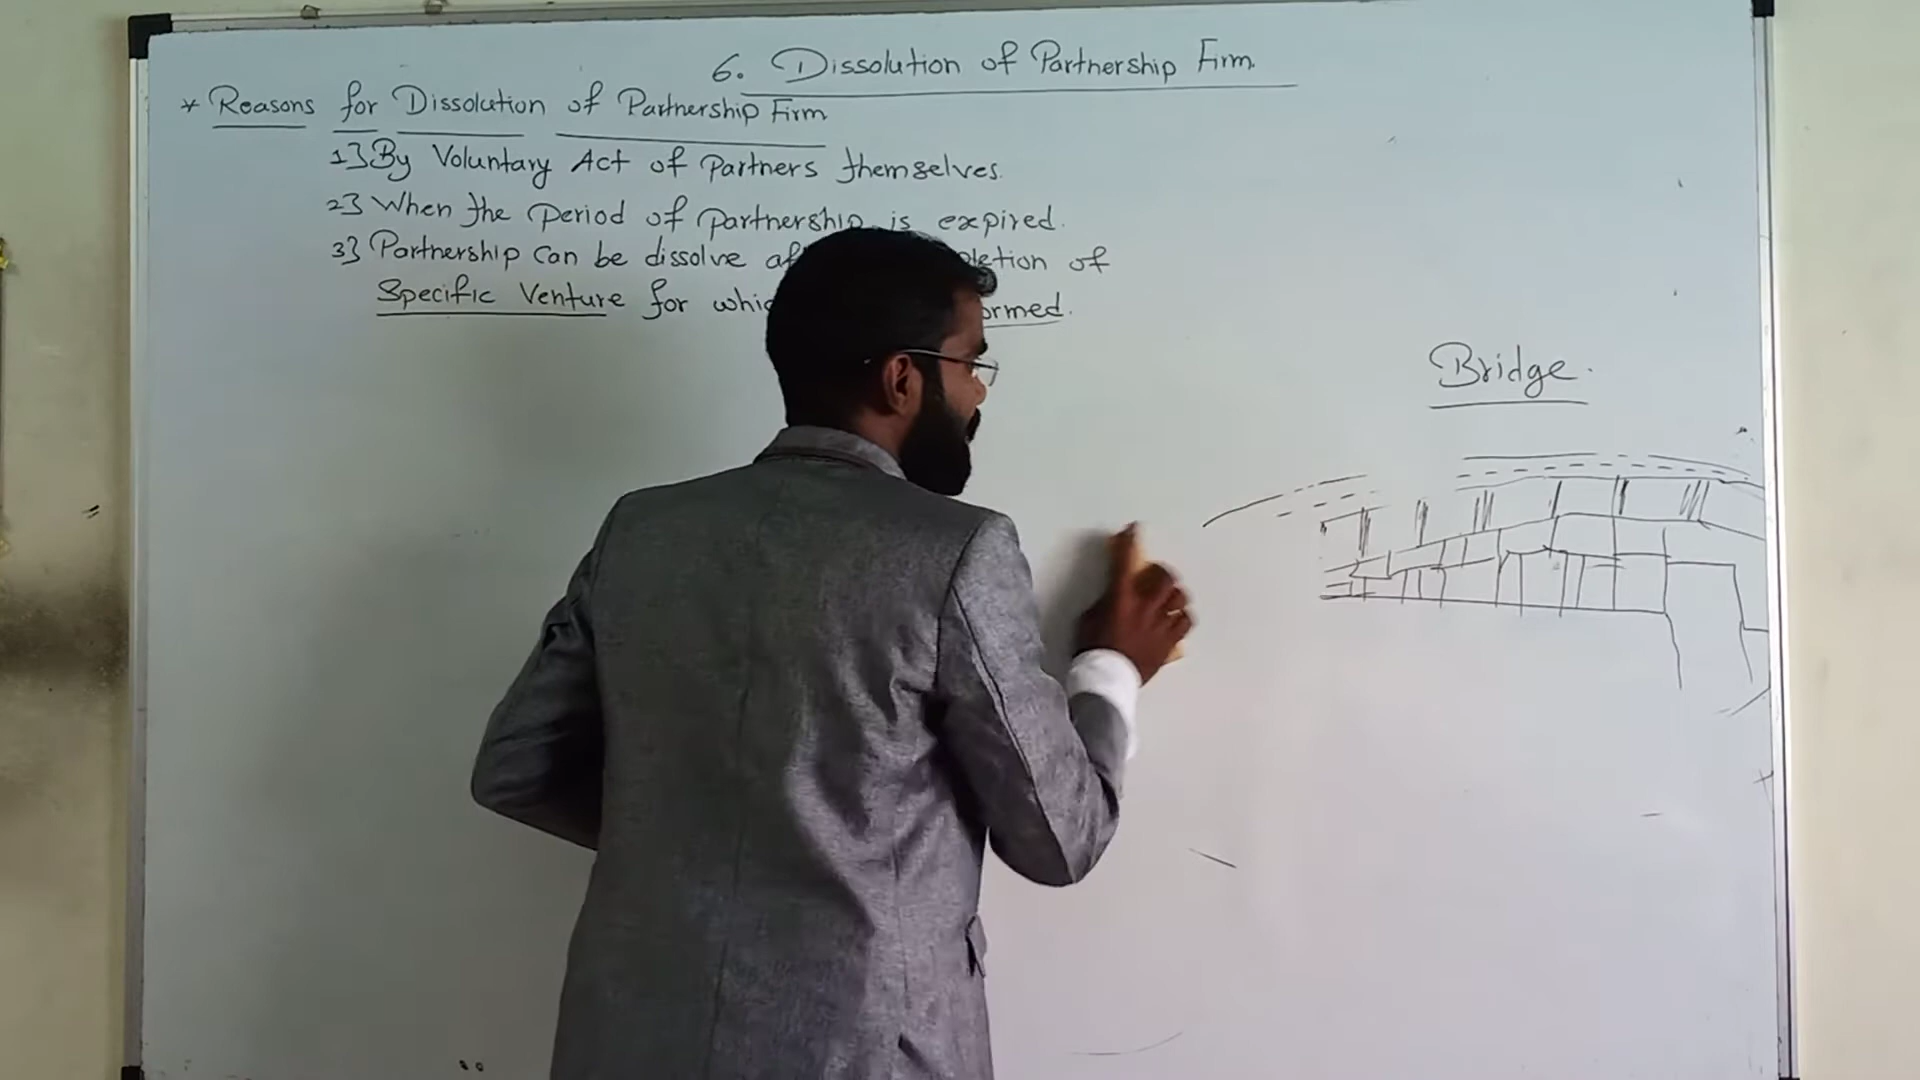 6. Dissolution of Partnership Firm.
* Reasons for Dissolution of Partnership Firm
1] By Voluntary Act of Partners themselves.
2] When the period of partnership is expired.
3] Partnership can be dissolve of
Specific Venture for
Bridge.